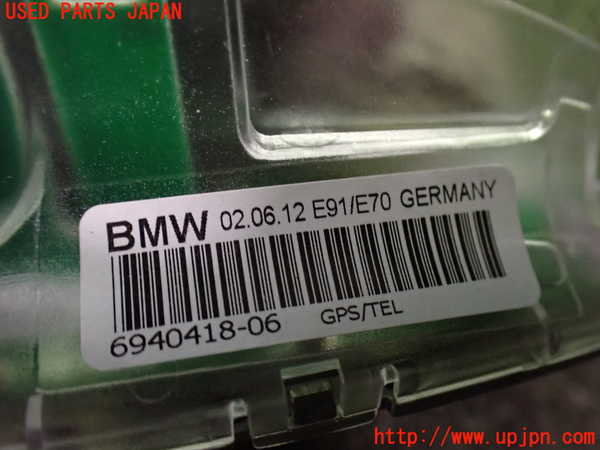 USED PARTS JAPAN
BMW 02.06.12 E91/E70 GERMANY
6940418-06 GPS/TEL
http://www.upjpn.com/